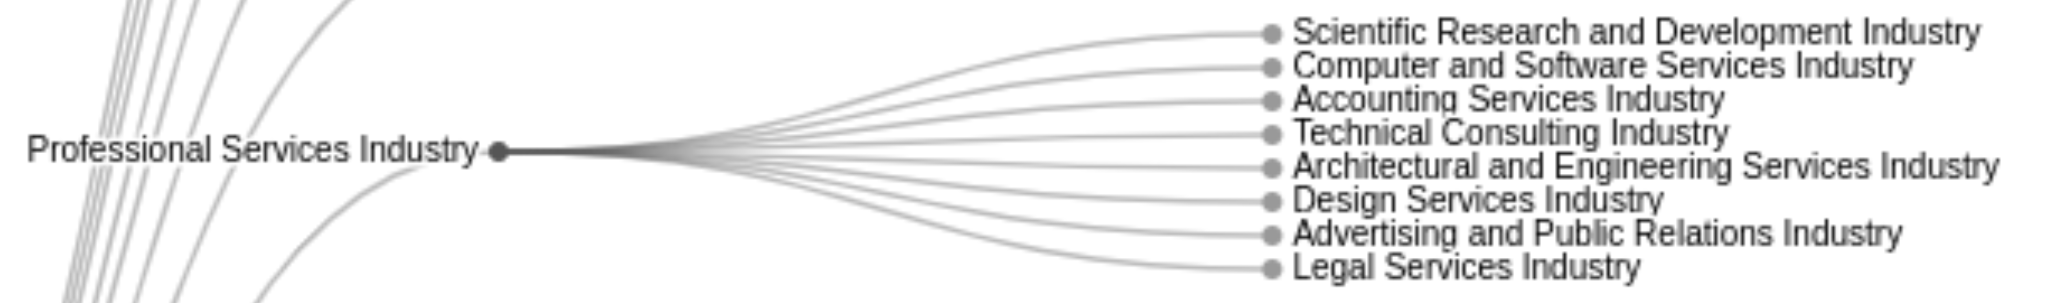 Scientific Research and Development Industry
Computer and Software Services Industry
Accounting Services Industry
Technical Consulting Industry
Professional Services Industry
Architectural and Engineering Services Industry
Design Services Industry
Advertising and Public Relations Industry
Legal Services Industry